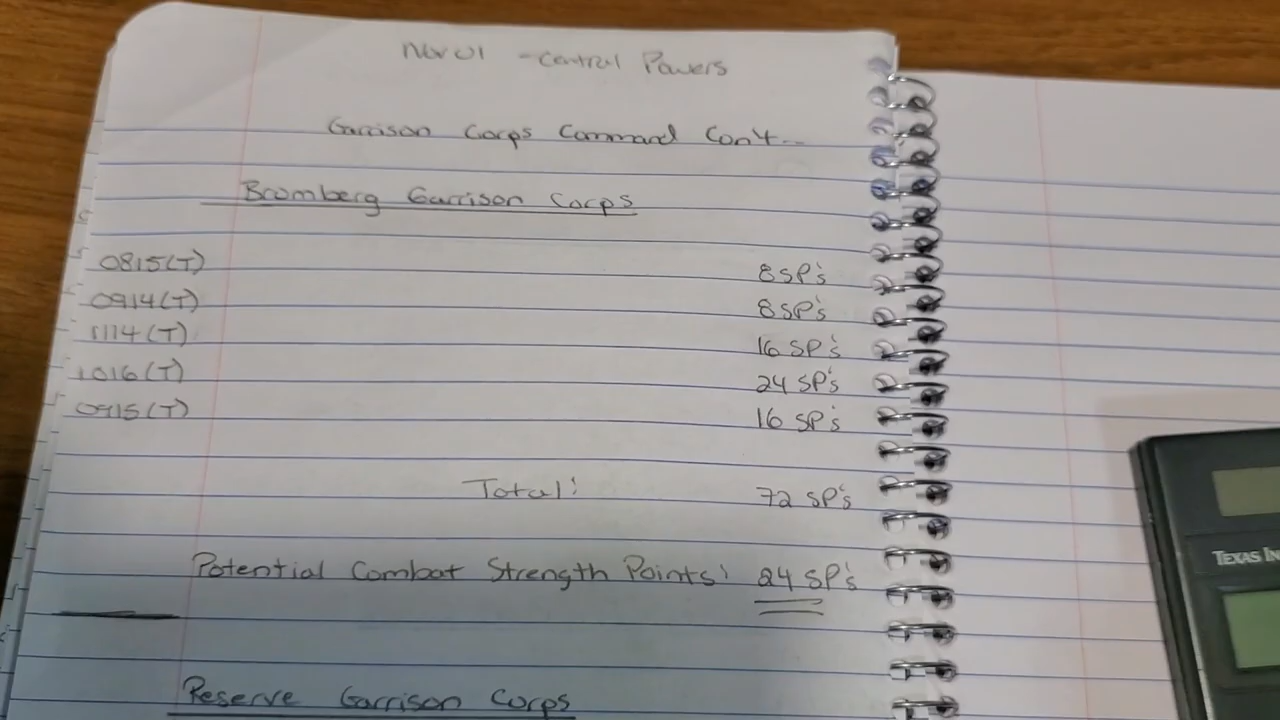 - Central Powers
Garrison Corps Command Con't...
Bromberg Garrison Corps
0815(T) 8 SP's
0914(T) 8 SP's
1114(T) 16 SP's
1016(T) 24 SP's
0915(T) 16 SP's
Total: 72 SP's
Potential Combat Strength Points: 24 SP's
Reserve Garrison Corps
TEXAS IN